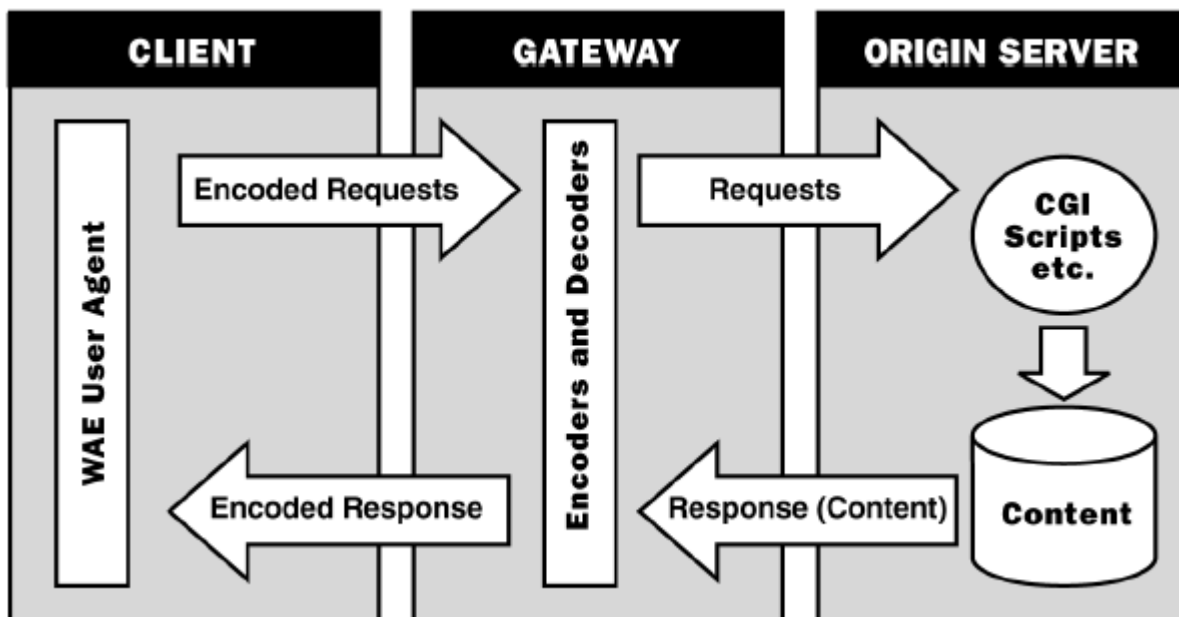 CLIENT
GATEWAY
ORIGIN SERVER
WAE User Agent
Encoded Requests
Encoders and Decoders
Requests
CGI
Scripts
etc.
Encoded Response
Response (Content)
Content